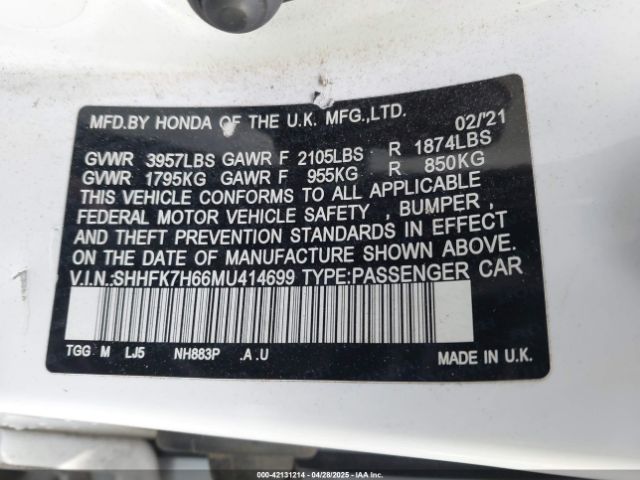 MFD.BY HONDA OF THE U.K. MFG.,LTD. 02/'21
GVWR 3957LBS GAWR F 2105LBS R 1874LBS
GVWR 1795KG GAWR F 955KG R 850KG
THIS VEHICLE CONFORMS TO ALL APPLICABLE
FEDERAL MOTOR VEHICLE SAFETY , BUMPER ,
AND THEFT PREVENTION STANDARDS IN EFFECT
ON THE DATE OF MANUFACTURE SHOWN ABOVE.
V.I.N.:SHHFK7H66MU414699 TYPE:PASSENGER CAR
TGG M LJ5 NH883P .A .U MADE IN U.K.
000-42131214 04/28/2025 IAA Inc. (IAAI.COM)